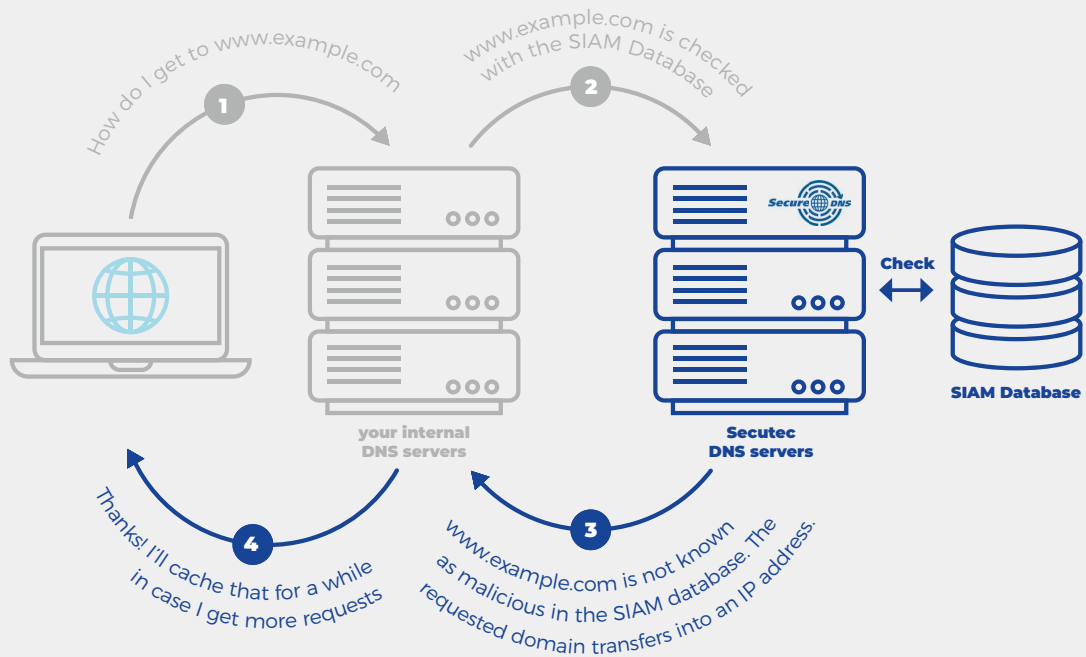 How do I get to www.example.com
1
www.example.com is checked
with the SIAM Database
2
Secure DNS
Check
SIAM Database
your internal
DNS servers
Secutec
DNS servers
3
www.example.com is not known
as malicious in the SIAM database. The
requested domain transfers into an IP address.
4
Thanks! I'll cache that for a while
in case I get more requests